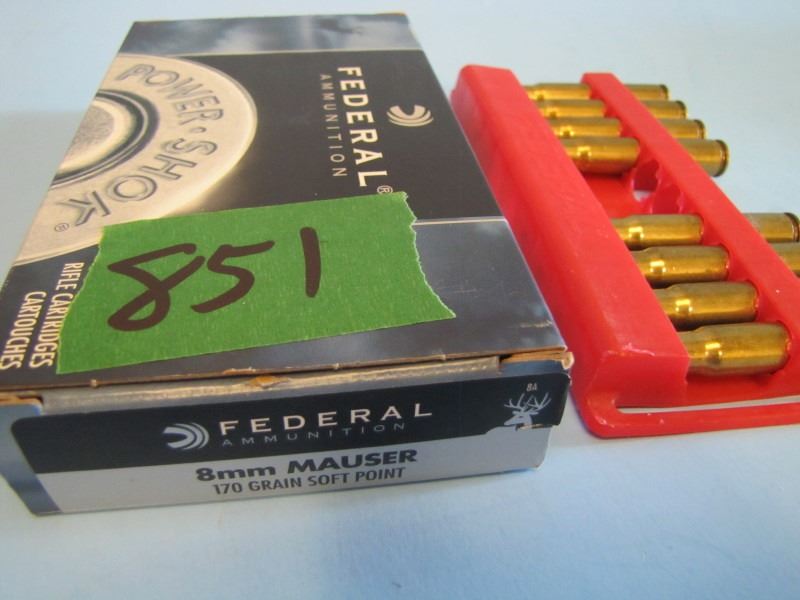 POWER·SHOK®
FEDERAL®
AMMUNITION
851
RIFLE CARTRIDGES
CARTOUCHES
8A
FEDERAL
AMMUNITION
8mm MAUSER
170 GRAIN SOFT POINT